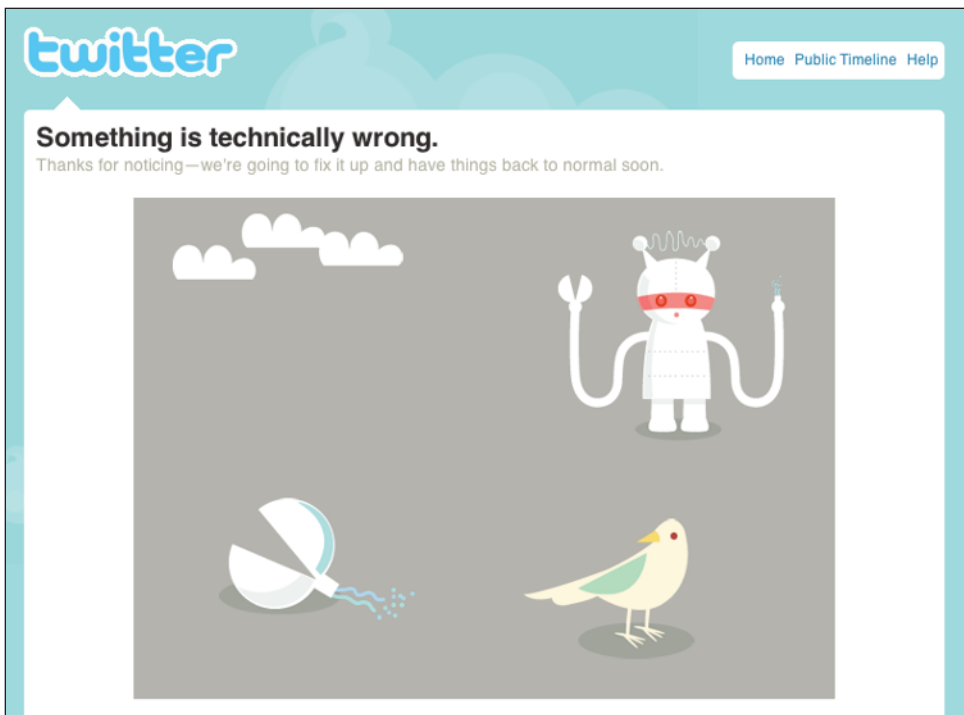 twitter
Home Public Timeline Help
Something is technically wrong.
Thanks for noticing—we're going to fix it up and have things back to normal soon.